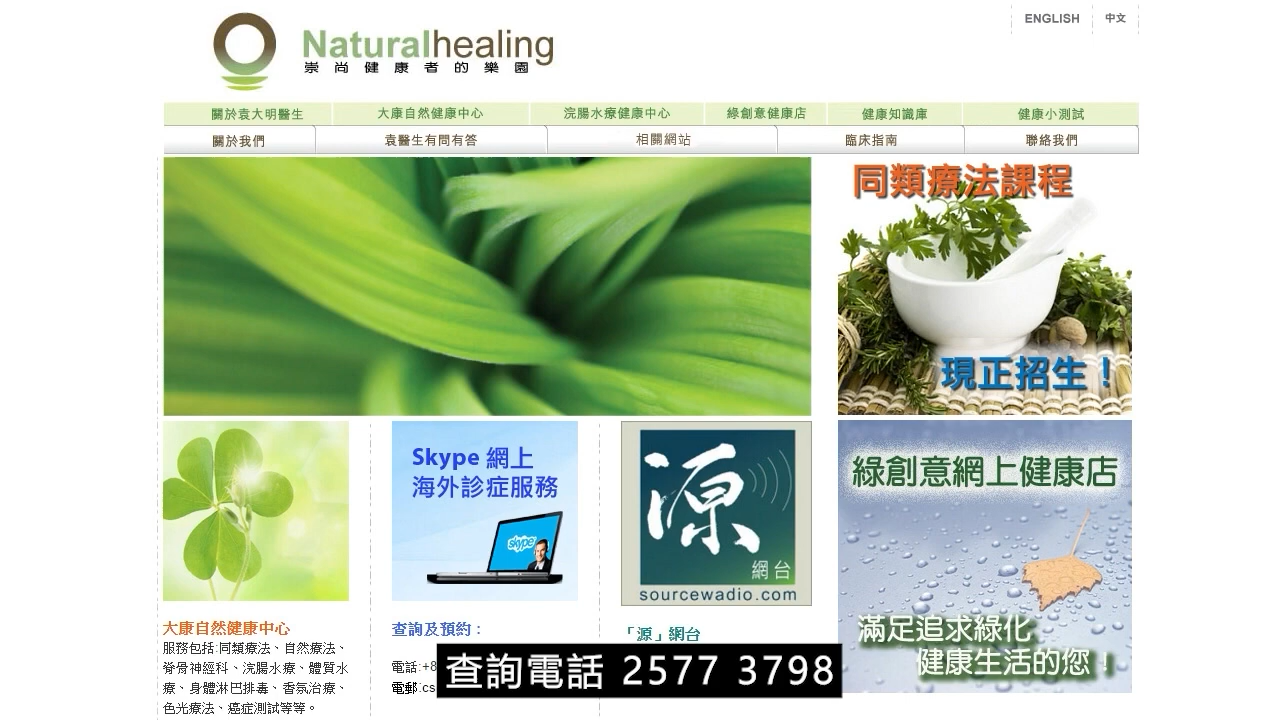 ENGLISH
中文
Naturalhealing
崇尚健康者的樂園
關於袁大明醫生
大康自然健康中心
浣腸水療健康中心
綠創意健康店
健康知識庫
健康小測試
關於我們
袁醫生有問有答
相關網站
臨床指南
聯絡我們
同類療法課程
現正招生！
Skype 網上
海外診症服務
skype
源
網台
sourcewadio.com
綠創意網上健康店
滿足追求綠化
健康生活的您！
大康自然健康中心
服務包括:同類療法、自然療法、
脊骨神經科、浣腸水療、體質水
療、身體淋巴排毒、香氛治療、
色光療法、癌症測試等等。
查詢及預約：
電話:+8
電郵:cs
「源」網台
查詢電話 2577 3798